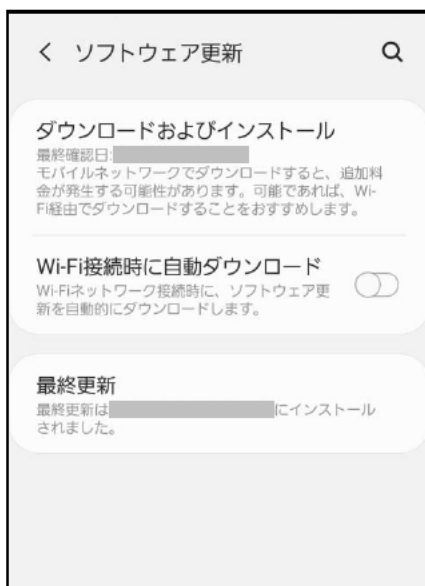 ソフトウェア更新
ダウンロードおよびインストール
最終確認日:
モバイルネットワークでダウンロードすると、追加料
金が発生する可能性があります。可能であれば、Wi-
Fi経由でダウンロードすることをおすすめします。
Wi-Fi接続時に自動ダウンロード
Wi-Fiネットワーク接続時に、ソフトウェア更
新を自動的にダウンロードします。
最終更新
最終更新は にインストール
されました。